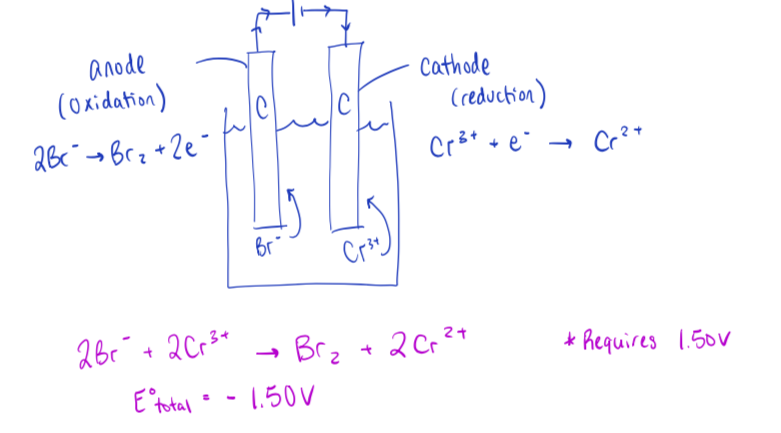 anode
(oxidation)
2Br⁻ → Br₂ + 2e⁻
C
C
cathode
(reduction)
Cr³⁺ + e⁻ → Cr²⁺
Br⁻
Cr³⁺
2Br⁻ + 2Cr³⁺ → Br₂ + 2Cr²⁺
* Requires 1.50V
E°total = - 1.50V